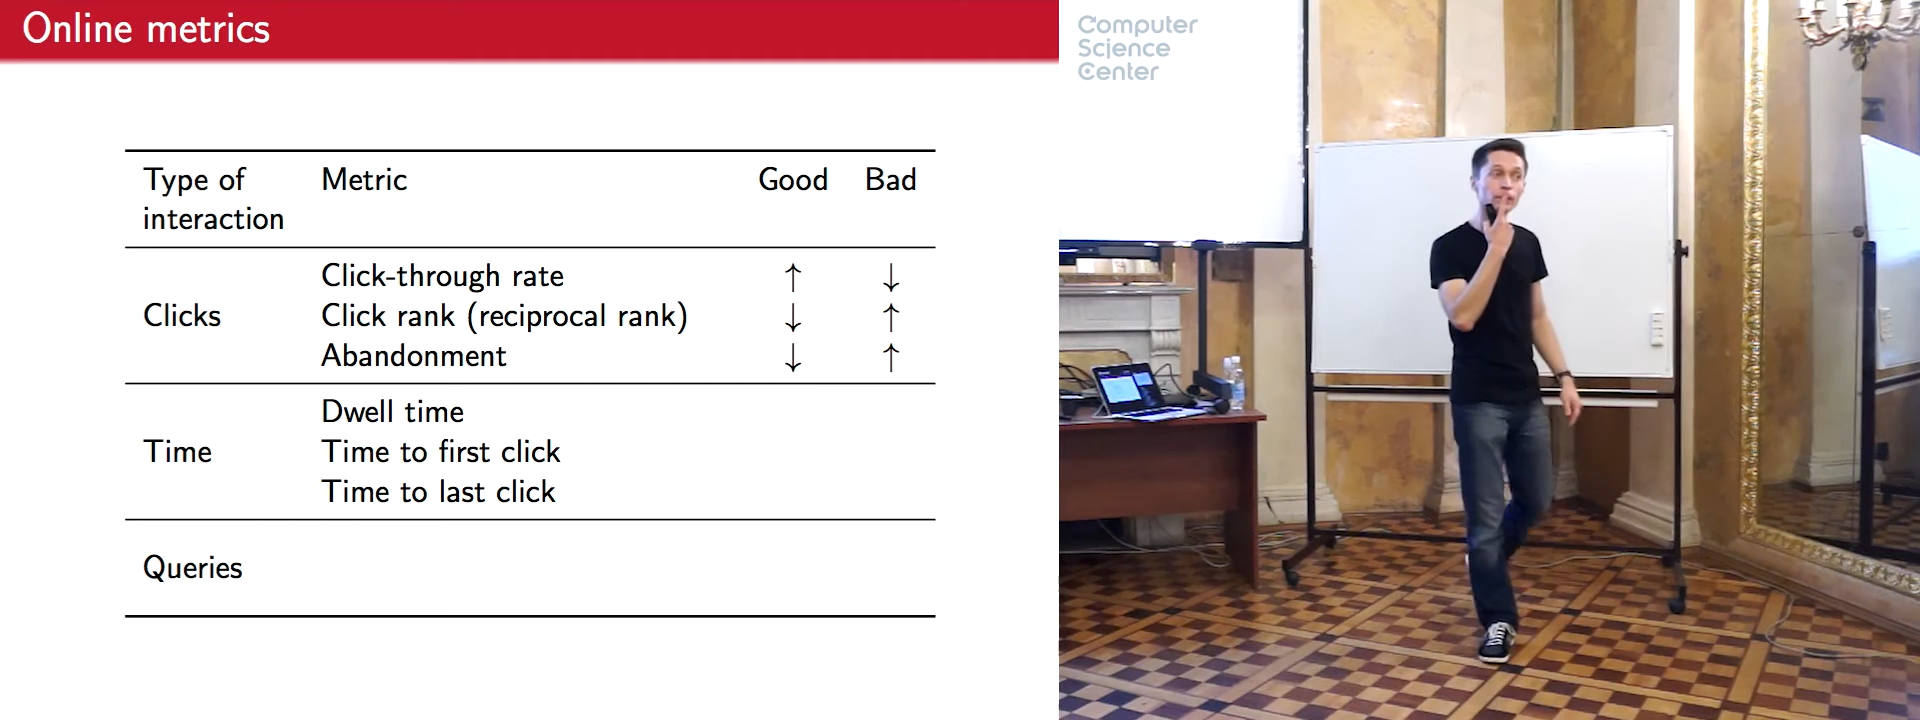 Online metrics
Type of interaction Metric Good Bad
Clicks
Click-through rate ↑ ↓
Click rank (reciprocal rank) ↓ ↑
Abandonment ↓ ↑
Time
Dwell time
Time to first click
Time to last click
Queries
Computer
Science
Center